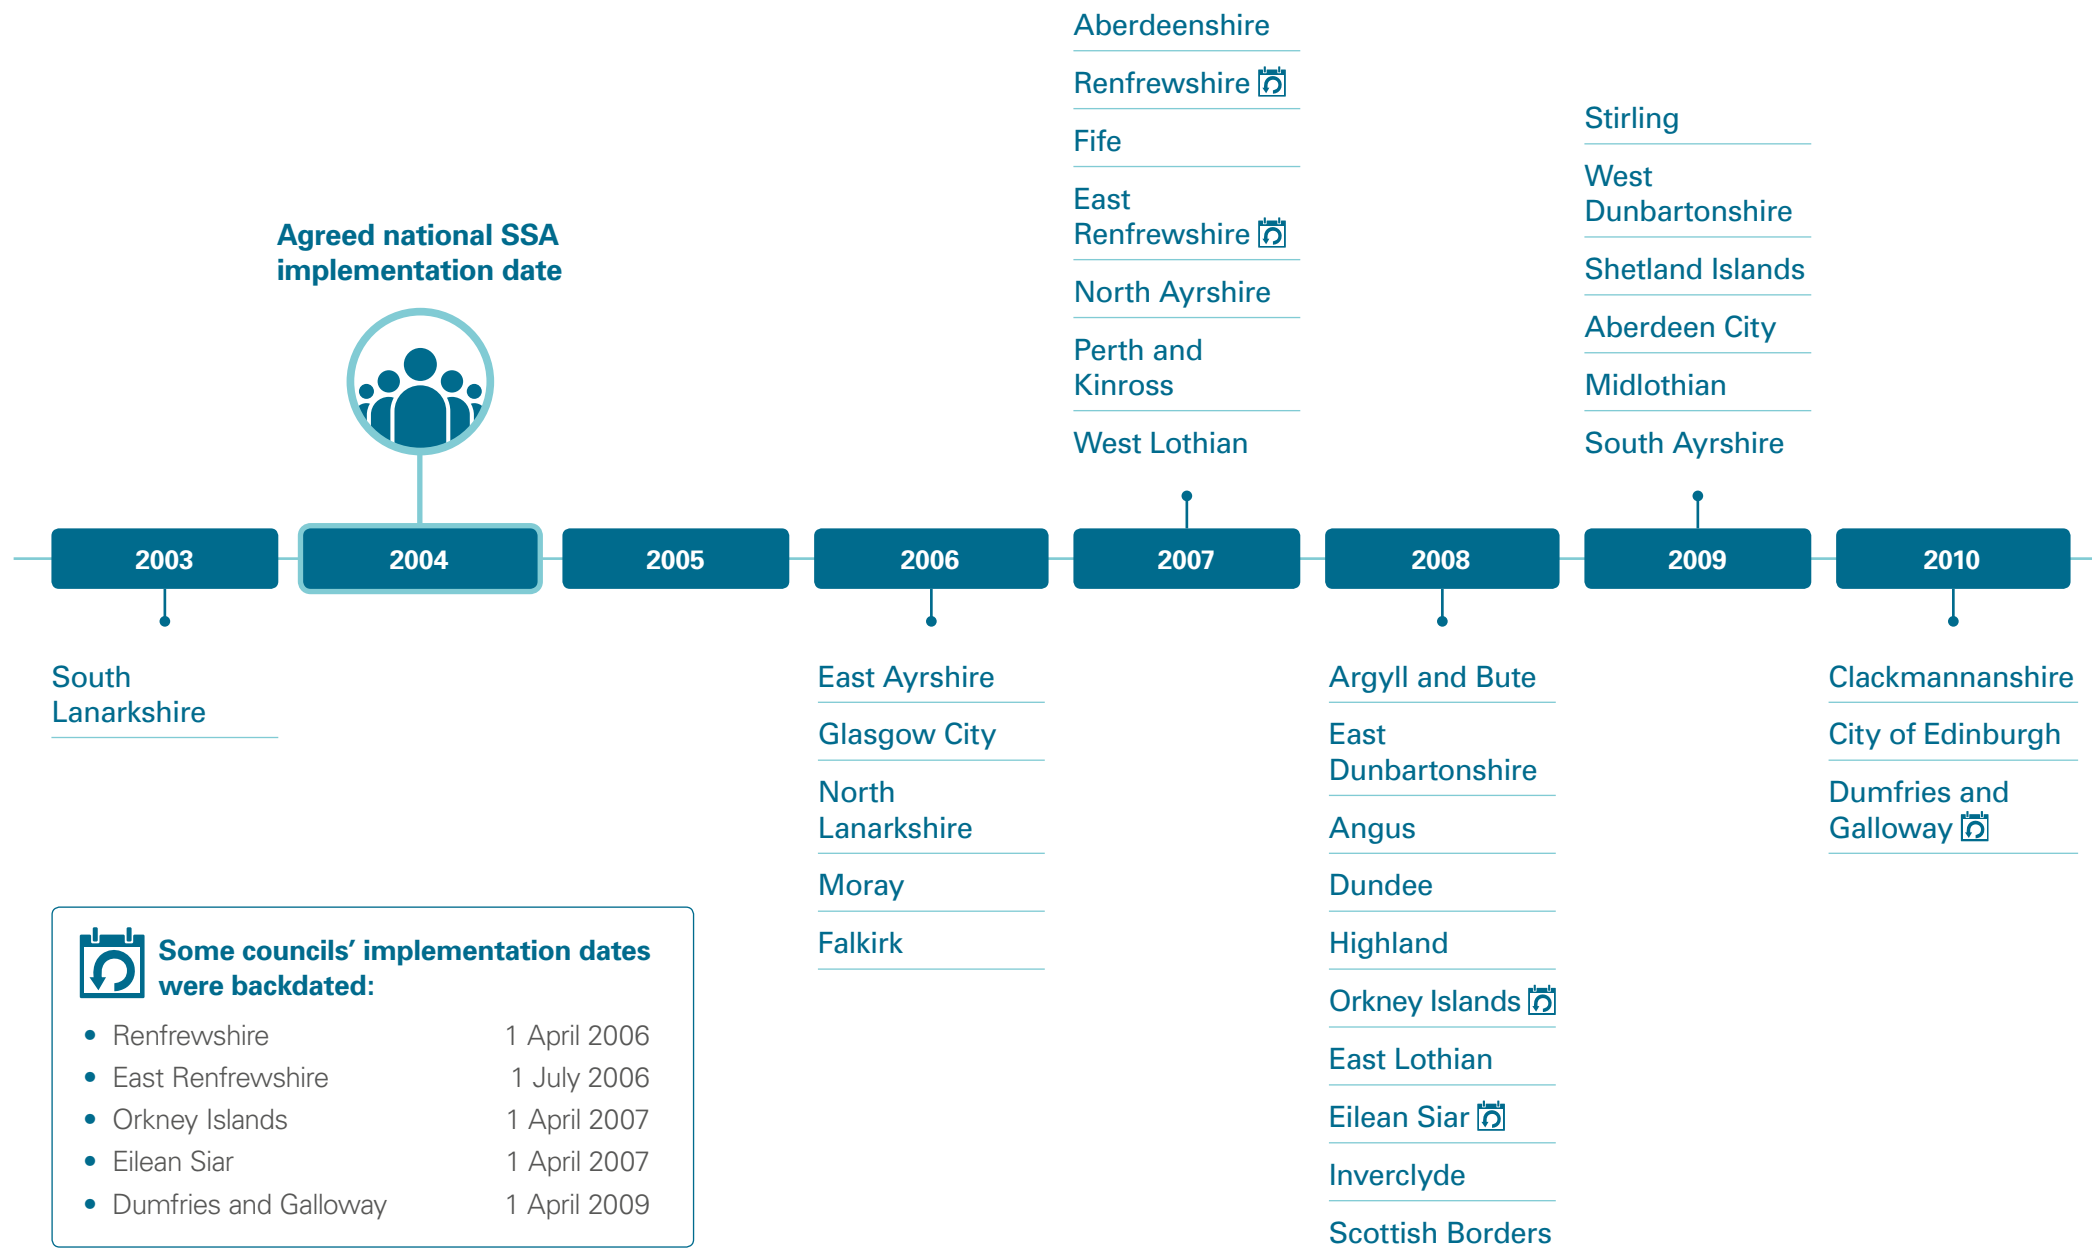 Agreed national SSA
implementation date
Aberdeenshire
Renfrewshire
Fife
East
Renfrewshire
North Ayrshire
Perth and
Kinross
West Lothian
Stirling
West
Dunbartonshire
Shetland Islands
Aberdeen City
Midlothian
South Ayrshire
2003
2004
2005
2006
2007
2008
2009
2010
South
Lanarkshire
East Ayrshire
Glasgow City
North
Lanarkshire
Moray
Falkirk
Argyll and Bute
East
Dunbartonshire
Angus
Dundee
Highland
Orkney Islands
East Lothian
Eilean Siar
Inverclyde
Scottish Borders
Clackmannanshire
City of Edinburgh
Dumfries and
Galloway
Some councils’ implementation dates
were backdated:
• Renfrewshire 1 April 2006
• East Renfrewshire 1 July 2006
• Orkney Islands 1 April 2007
• Eilean Siar 1 April 2007
• Dumfries and Galloway 1 April 2009